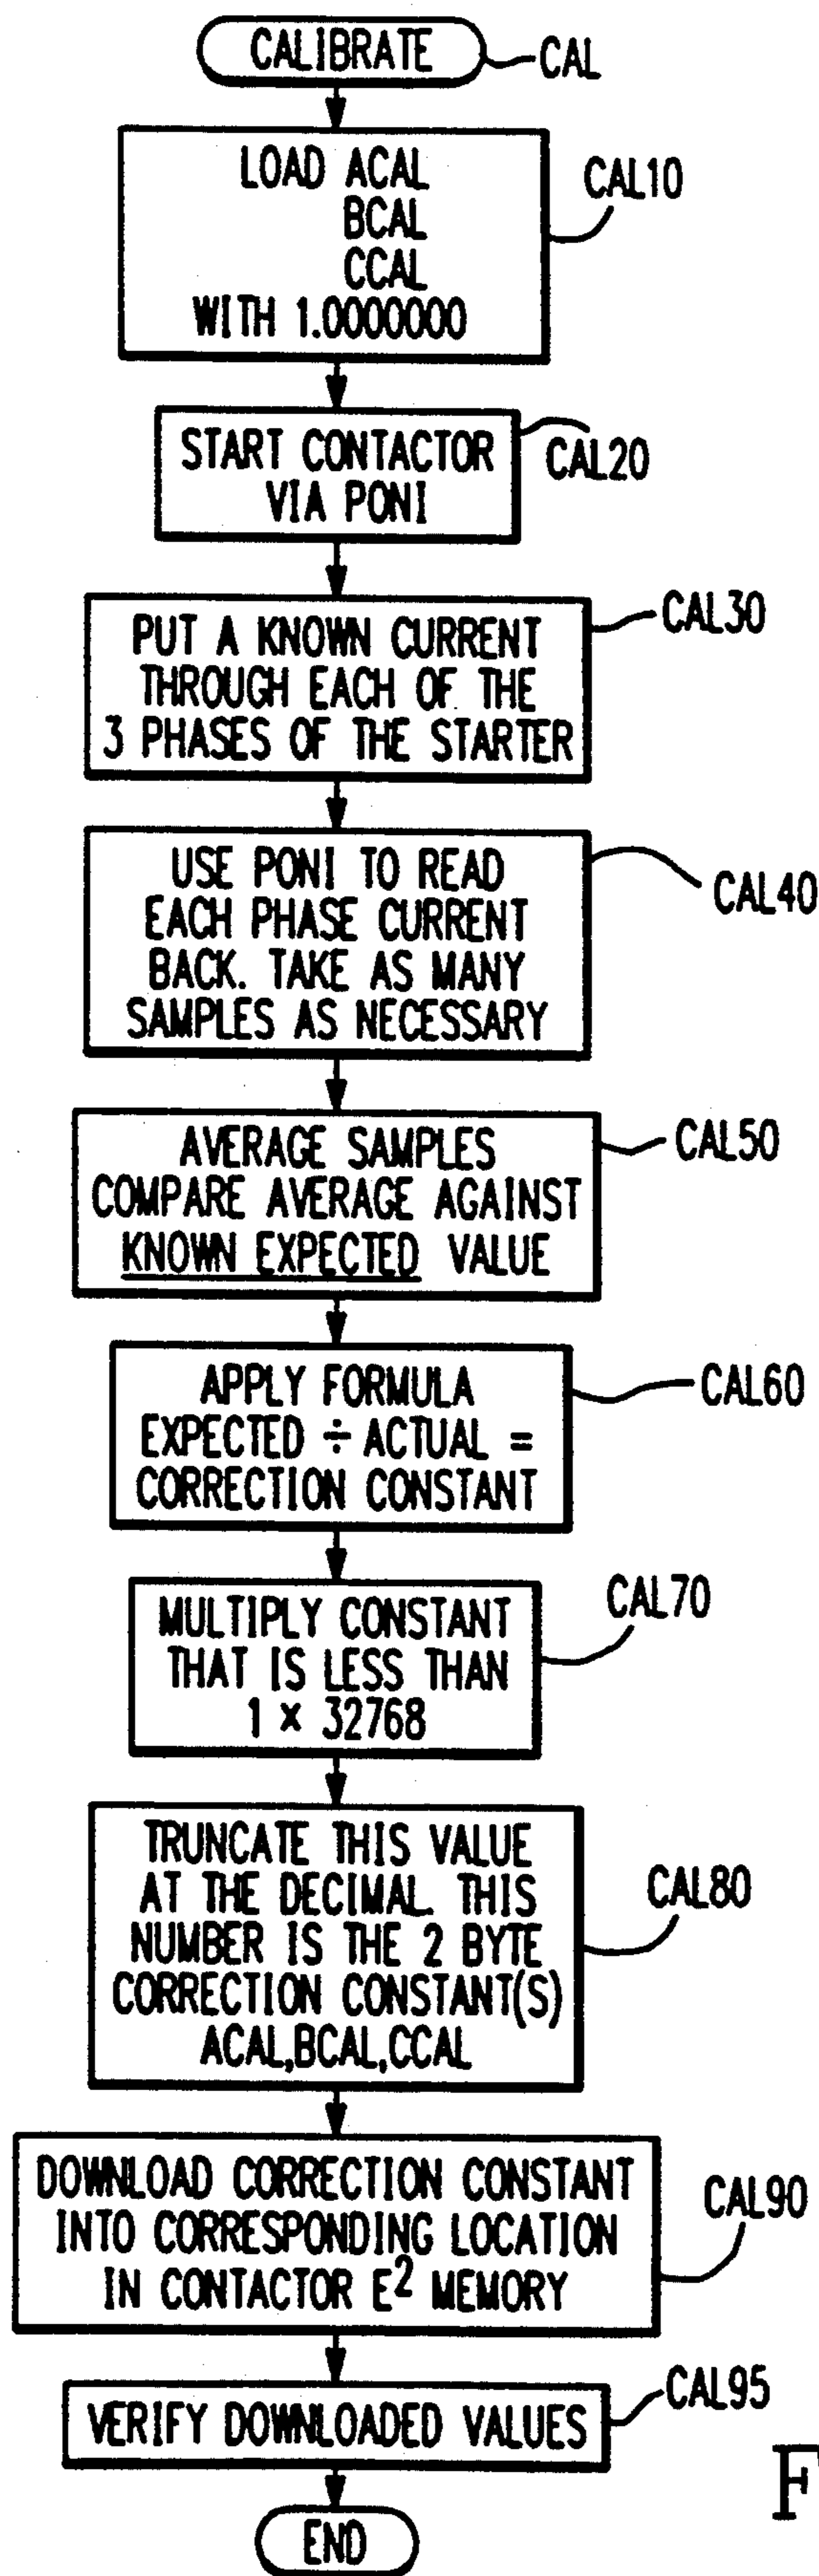 CALIBRATE
CAL
LOAD ACAL
BCAL
CCAL
WITH 1.0000000
CAL10
START CONTACTOR
VIA PONI
CAL20
PUT A KNOWN CURRENT
THROUGH EACH OF THE
3 PHASES OF THE STARTER
CAL30
USE PONI TO READ
EACH PHASE CURRENT
BACK. TAKE AS MANY
SAMPLES AS NECESSARY
CAL40
AVERAGE SAMPLES
COMPARE AVERAGE AGAINST
KNOWN EXPECTED VALUE
CAL50
APPLY FORMULA
EXPECTED ÷ ACTUAL =
CORRECTION CONSTANT
CAL60
MULTIPLY CONSTANT
THAT IS LESS THAN
1 × 32768
CAL70
TRUNCATE THIS VALUE
AT THE DECIMAL. THIS
NUMBER IS THE 2 BYTE
CORRECTION CONSTANT(S)
ACAL,BCAL,CCAL
CAL80
DOWNLOAD CORRECTION CONSTANT
INTO CORRESPONDING LOCATION
IN CONTACTOR E² MEMORY
CAL90
VERIFY DOWNLOADED VALUES
CAL95
END
F